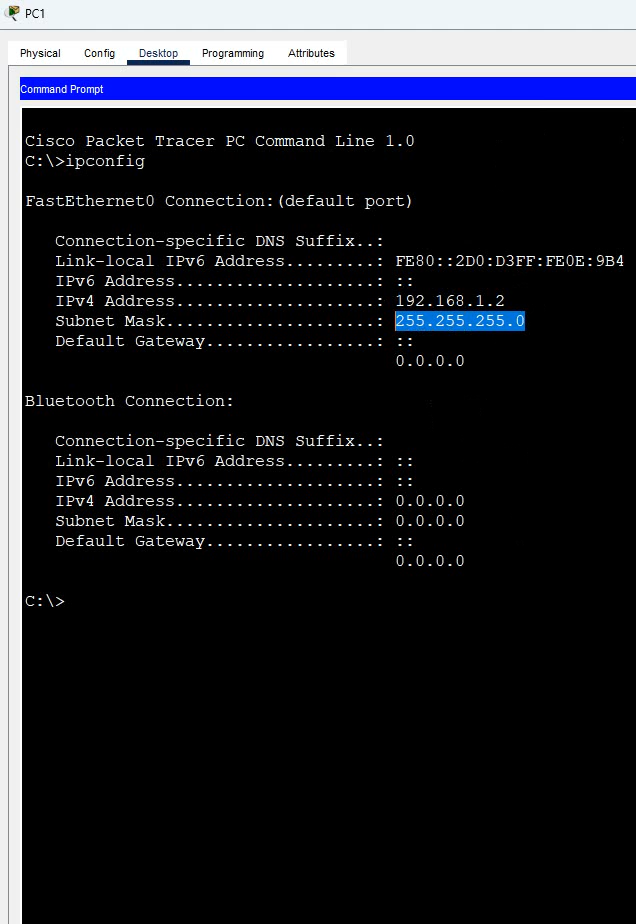 PC1
Physical Config Desktop Programming Attributes
Command Prompt
Cisco Packet Tracer PC Command Line 1.0
C:\>ipconfig
FastEthernet0 Connection:(default port)
Connection-specific DNS Suffix..:
Link-local IPv6 Address.........: FE80::2D0:D3FF:FE0E:9B4
IPv6 Address....................: ::
IPv4 Address....................: 192.168.1.2
Subnet Mask.....................: 255.255.255.0
Default Gateway.................: ::
0.0.0.0
Bluetooth Connection:
Connection-specific DNS Suffix..:
Link-local IPv6 Address.........: ::
IPv6 Address....................: ::
IPv4 Address....................: 0.0.0.0
Subnet Mask.....................: 0.0.0.0
Default Gateway.................: ::
0.0.0.0
C:\>